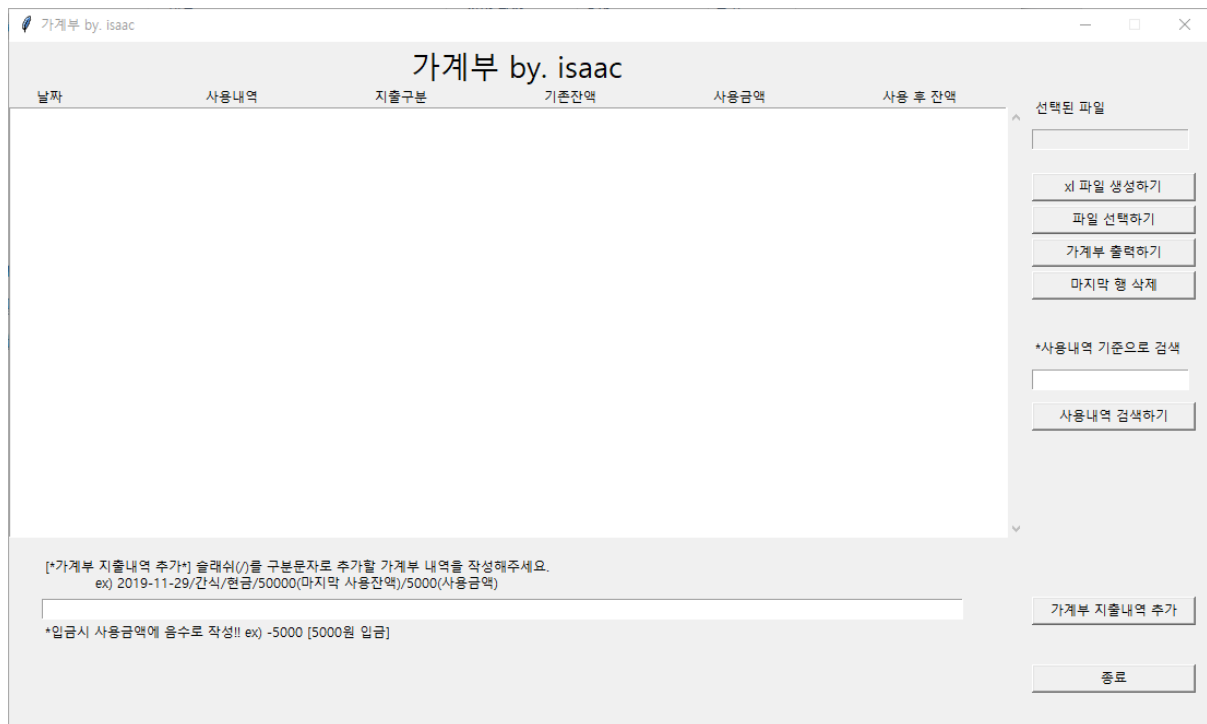 가계부 by. isaac
가계부 by. isaac
날짜 사용내역 지출구분 기존잔액 사용금액 사용 후 잔액
선택된 파일
xl 파일 생성하기
파일 선택하기
가계부 출력하기
마지막 행 삭제
*사용내역 기준으로 검색
사용내역 검색하기
[*가계부 지출내역 추가*] 슬래쉬(/)를 구분문자로 추가할 가계부 내역을 작성해주세요.
ex) 2019-11-29/간식/현금/50000(마지막 사용잔액)/5000(사용금액)
가계부 지출내역 추가
*입금시 사용금액에 음수로 작성!! ex) -5000 [5000원 입금]
종료